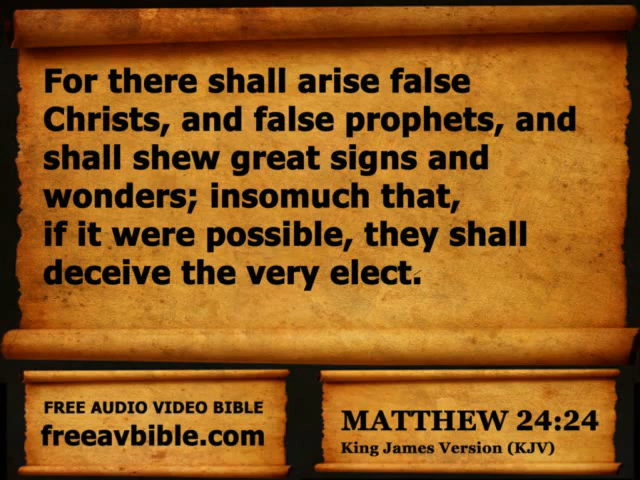 For there shall arise false
Christs, and false prophets, and
shall shew great signs and
wonders; insomuch that,
if it were possible, they shall
deceive the very elect.
FREE AUDIO VIDEO BIBLE
freeavbible.com
MATTHEW 24:24
King James Version (KJV)